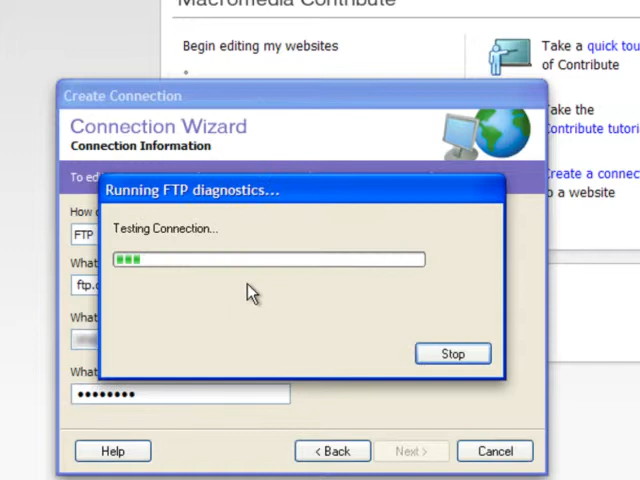 Macromedia Contribute
Begin editing my websites
Take a quick tou
of Contribute
Take the
Contribute tutori
Create a connec
o a website
Create Connection
Connection Wizard
Connection Information
To ed
Running FTP diagnostics...
Testing Connection...
Stop
How d
FTP
What
ftp.c
What
What
••••••••
Help
< Back
Next >
Cancel